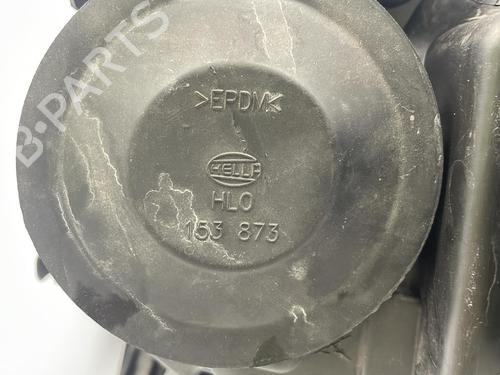 B-PARTS
>EPDM<
HELLA
HLO
153 873